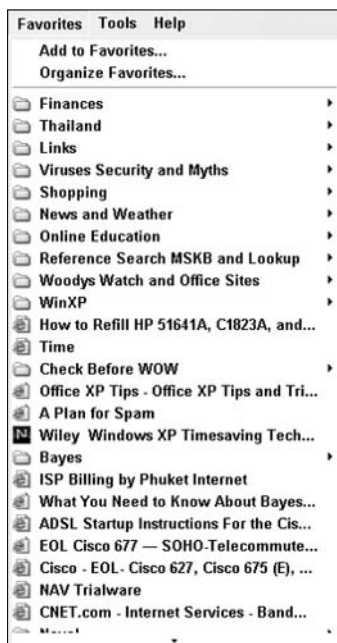 Favorites Tools Help
Add to Favorites...
Organize Favorites...
Finances
Thailand
Links
Viruses Security and Myths
Shopping
News and Weather
Online Education
Reference Search MSKB and Lookup
Woodys Watch and Office Sites
WinXP
How to Refill HP 51641A, C1823A, and...
Time
Check Before WOW
Office XP Tips - Office XP Tips and Tri...
A Plan for Spam
Wiley Windows XP Timesaving Tech...
Bayes
ISP Billing by Phuket Internet
What You Need to Know About Bayes...
ADSL Startup Instructions For the Cis...
EOL Cisco 677 — SOHO-Telecommute...
Cisco - EOL- Cisco 627, Cisco 675 (E), ...
NAV Trialware
CNET.com - Internet Services - Band...